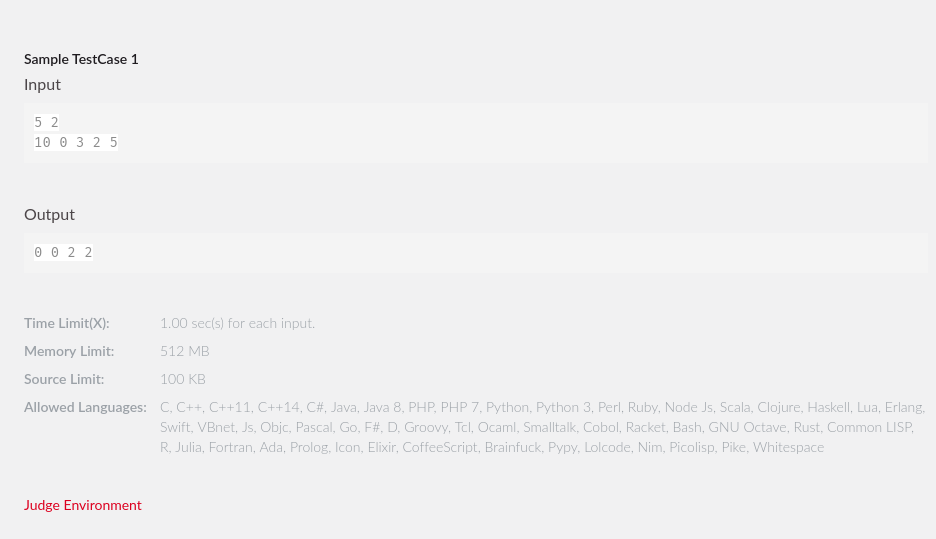 Sample TestCase 1
Input
5 2
10 0 3 2 5
Output
0 0 2 2
Time Limit(X): 1.00 sec(s) for each input.
Memory Limit: 512 MB
Source Limit: 100 KB
Allowed Languages: C, C++, C++11, C++14, C#, Java, Java 8, PHP, PHP 7, Python, Python 3, Perl, Ruby, Node Js, Scala, Clojure, Haskell, Lua, Erlang,
Swift, VBnet, Js, Objc, Pascal, Go, F#, D, Groovy, Tcl, Ocaml, Smalltalk, Cobol, Racket, Bash, GNU Octave, Rust, Common LISP,
R, Julia, Fortran, Ada, Prolog, Icon, Elixir, CoffeeScript, Brainfuck, Pypy, Lolcode, Nim, Picolisp, Pike, Whitespace
Judge Environment